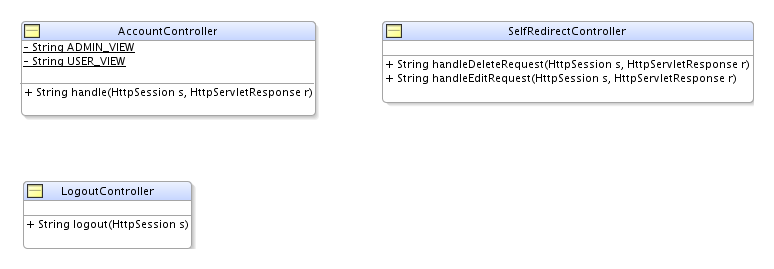 AccountController
- String ADMIN_VIEW
- String USER_VIEW
+ String handle(HttpSession s, HttpServletResponse r)
SelfRedirectController
+ String handleDeleteRequest(HttpSession s, HttpServletResponse r)
+ String handleEditRequest(HttpSession s, HttpServletResponse r)
LogoutController
+ String logout(HttpSession s)